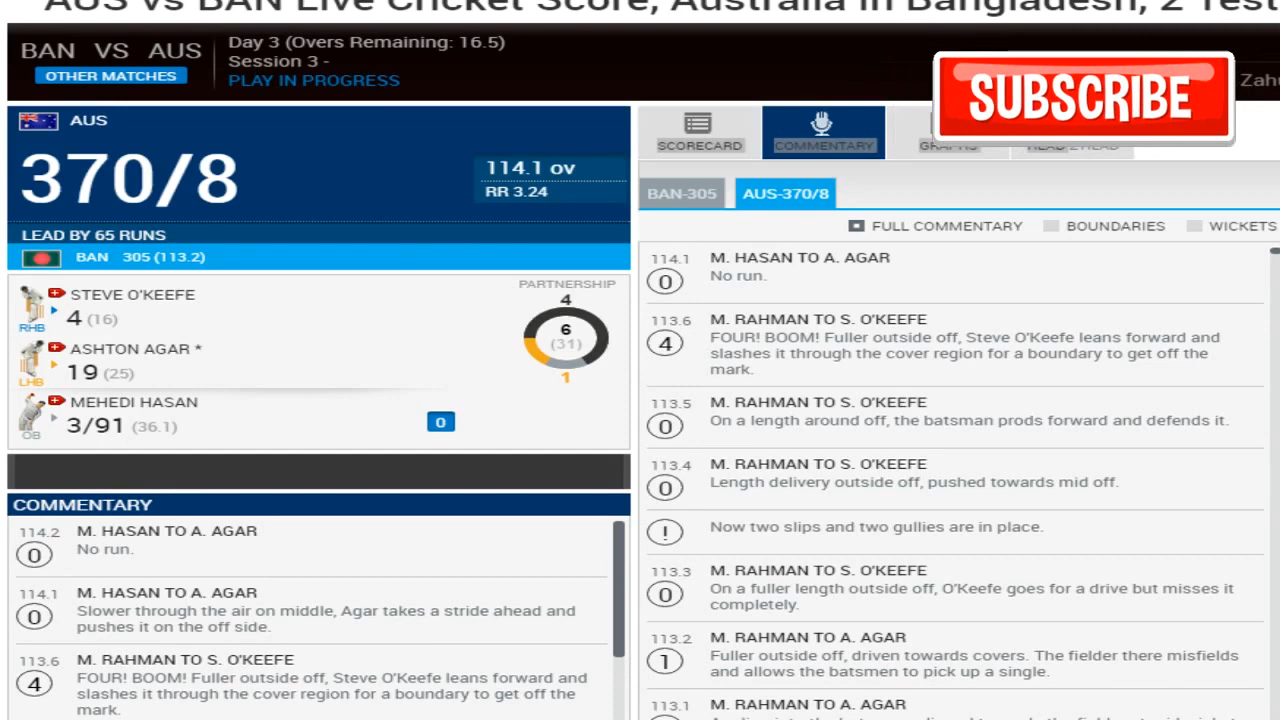 AUS vs BAN Live Cricket Score, Australia in Bangladesh, 2 Test
BAN VS AUS
OTHER MATCHES
Day 3 (Overs Remaining: 16.5)
Session 3 -
PLAY IN PROGRESS
SUBSCRIBE
Zahu
AUS
370/8
114.1 ov
RR 3.24
LEAD BY 65 RUNS
BAN 305 (113.2)
STEVE O'KEEFE
4 (16)
RHB
ASHTON AGAR *
19 (25)
LHB
MEHEDI HASAN
3/91 (36.1)
OB
0
PARTNERSHIP
4
6
(31)
1
COMMENTARY
114.2 M. HASAN TO A. AGAR
0 No run.
114.1 M. HASAN TO A. AGAR
0 Slower through the air on middle, Agar takes a stride ahead and
pushes it on the off side.
113.6 M. RAHMAN TO S. O'KEEFE
4 FOUR! BOOM! Fuller outside off, Steve O'Keefe leans forward and
slashes it through the cover region for a boundary to get off the
mark.
SCORECARD COMMENTARY GRAPHS
BAN-305 AUS-370/8
FULL COMMENTARY BOUNDARIES WICKETS
114.1 M. HASAN TO A. AGAR
0 No run.
113.6 M. RAHMAN TO S. O'KEEFE
4 FOUR! BOOM! Fuller outside off, Steve O'Keefe leans forward and
slashes it through the cover region for a boundary to get off the
mark.
113.5 M. RAHMAN TO S. O'KEEFE
0 On a length around off, the batsman prods forward and defends it.
113.4 M. RAHMAN TO S. O'KEEFE
0 Length delivery outside off, pushed towards mid off.
! Now two slips and two gullies are in place.
113.3 M. RAHMAN TO S. O'KEEFE
0 On a fuller length outside off, O'Keefe goes for a drive but misses it
completely.
113.2 M. RAHMAN TO A. AGAR
1 Fuller outside off, driven towards covers. The fielder there misfields
and allows the batsmen to pick up a single.
113.1 M. RAHMAN TO A. AGAR